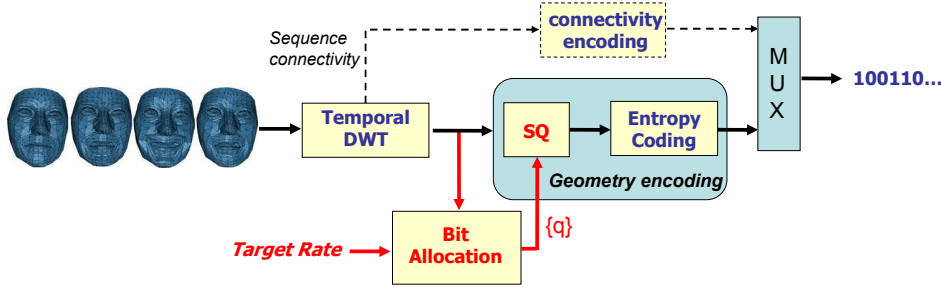 connectivity
encoding
Sequence
connectivity
M
U
X
100110...
Temporal
DWT
SQ
Entropy
Coding
Geometry encoding
{q}
Bit
Allocation
Target Rate